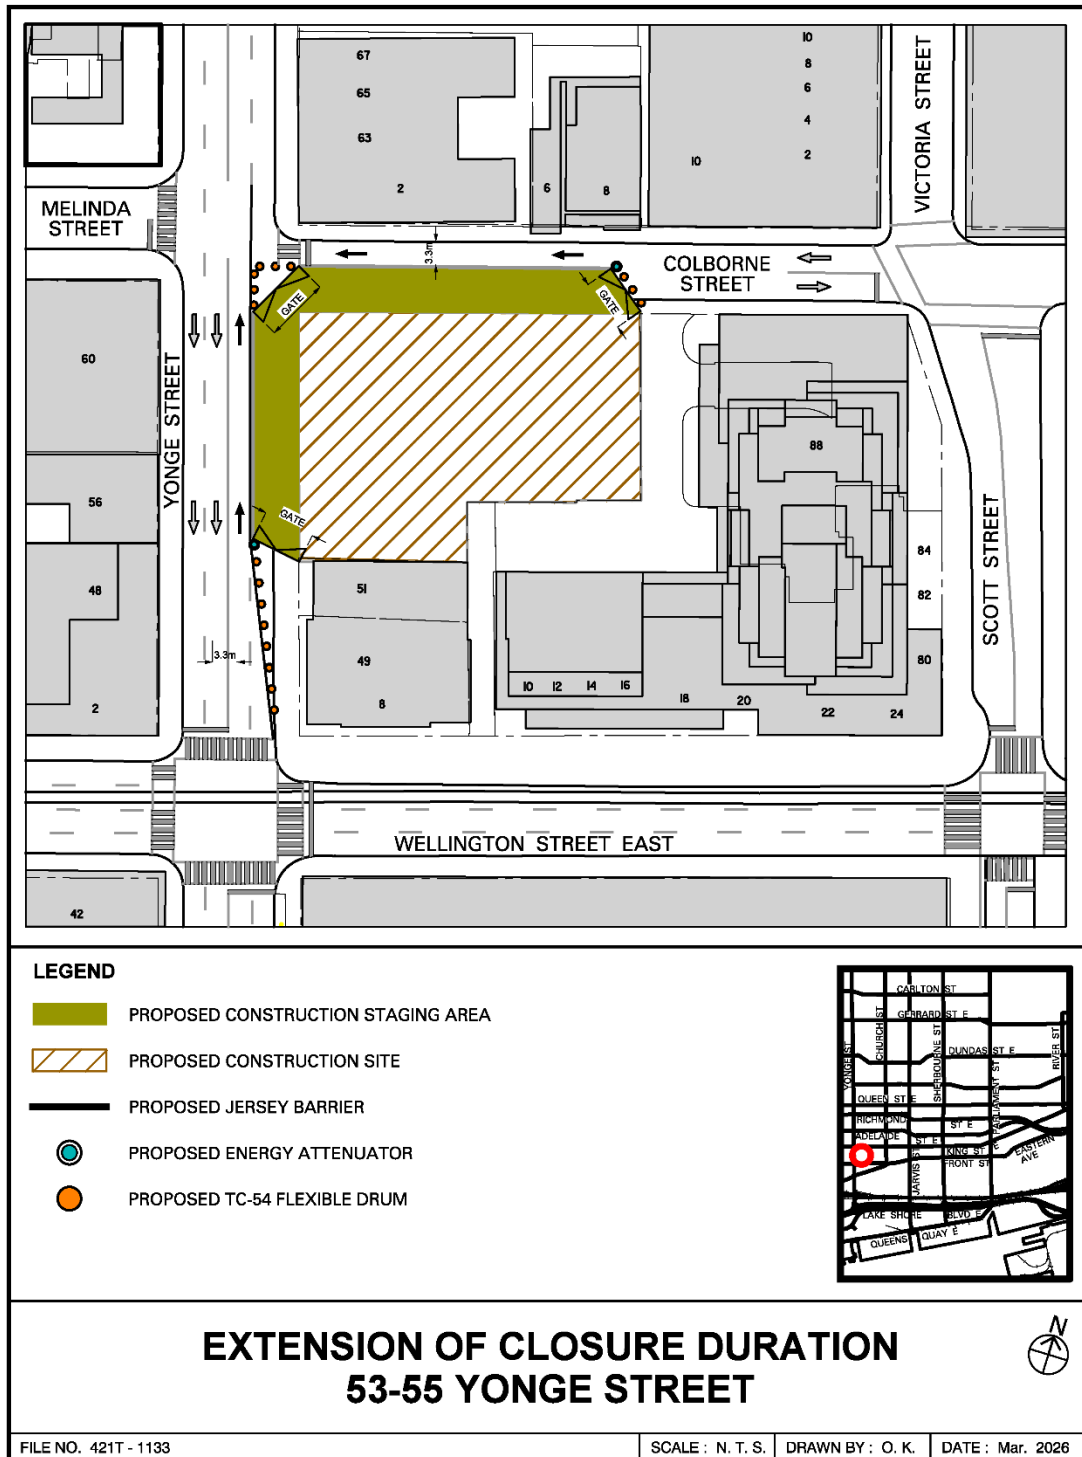 67
65
63
2
6
8
10
10
8
6
4
2
VICTORIA STREET
MELINDA
STREET
3.3m
COLBORNE
STREET
GATE
GATE
60
YONGE STREET
56
GATE
48
51
3.3m
49
2
8
10 12 14 16
18
20
22
24
88
84
82
80
SCOTT STREET
WELLINGTON STREET EAST
42
LEGEND
PROPOSED CONSTRUCTION STAGING AREA
PROPOSED CONSTRUCTION SITE
PROPOSED JERSEY BARRIER
PROPOSED ENERGY ATTENUATOR
PROPOSED TC-54 FLEXIBLE DRUM
CARLTON ST
GERRARD ST E
YONGE ST
CHURCH ST
SHERBOURNE ST
DUNDAS ST E
PARLIAMENT ST
RIVER ST
QUEEN ST E
RICHMOND ST E
ADELAIDE ST E
JARVIS ST
KING ST E
FRONT ST
EASTERN
AVE
LAKE SHORE BLVD E
QUEENS QUAY E
EXTENSION OF CLOSURE DURATION
53-55 YONGE STREET
N
FILE NO. 421T - 1133
SCALE : N. T. S.
DRAWN BY : O. K.
DATE : Mar. 2026